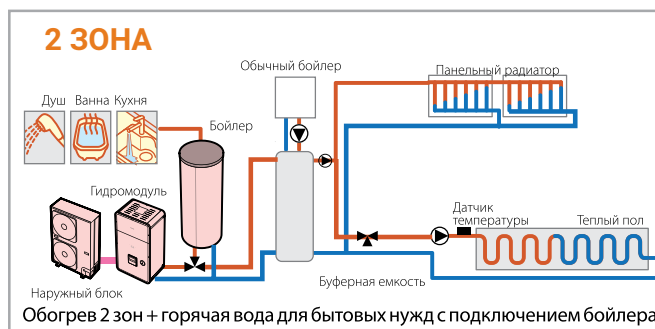 2 ЗОНА
Обычный бойлер
Панельный радиатор
Душ
Ванна
Кухня
Бойлер
Гидромодуль
Датчик
температуры
Теплый пол
Буферная емкость
Наружный блок
Обогрев 2 зон + горячая вода для бытовых нужд с подключением бойлера